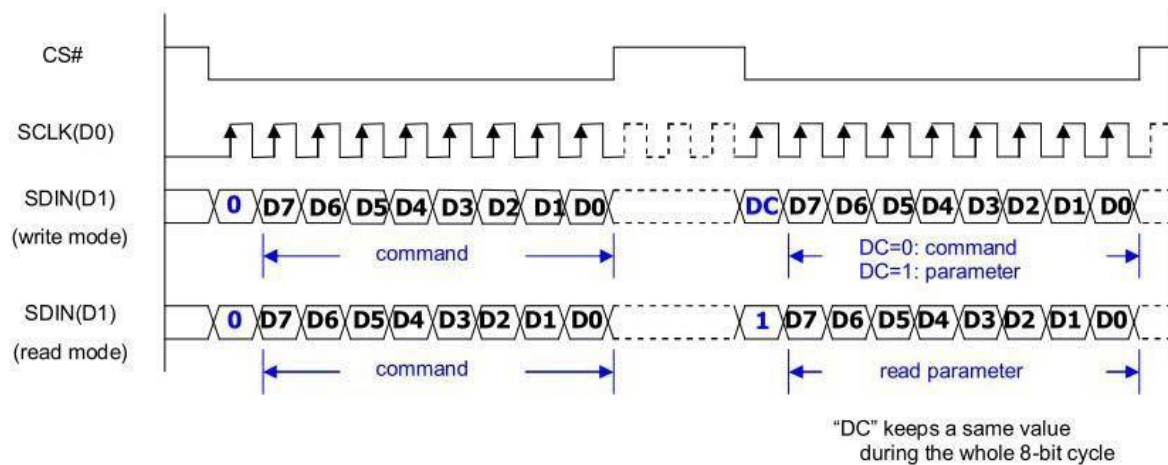 CS#
SCLK(D0)
SDIN(D1) 0 D7 D6 D5 D4 D3 D2 D1 D0 DC D7 D6 D5 D4 D3 D2 D1 D0
(write mode)
command
DC=0: command
DC=1: parameter
SDIN(D1) 0 D7 D6 D5 D4 D3 D2 D1 D0 1 D7 D6 D5 D4 D3 D2 D1 D0
(read mode)
command read parameter
“DC” keeps a same value
during the whole 8-bit cycle